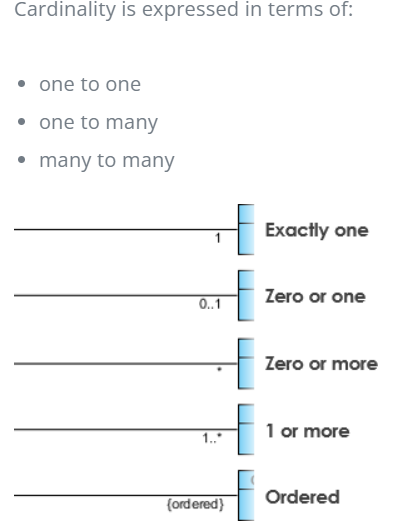 Cardinality is expressed in terms of:
one to one
one to many
many to many
1 Exactly one
0..1 Zero or one
* Zero or more
1..* 1 or more
{ordered} Ordered